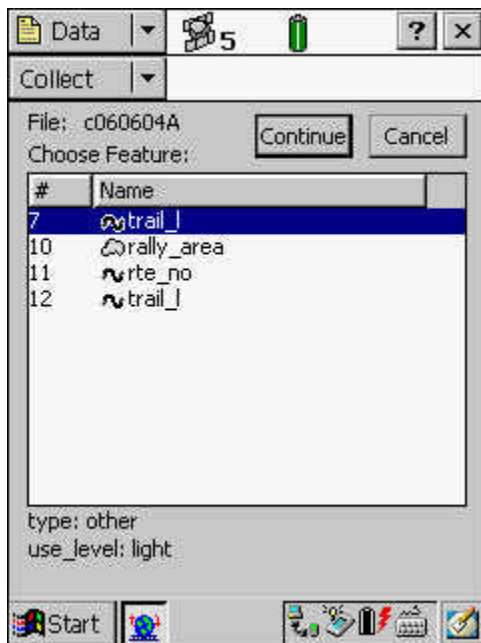 Data 5 ? ×
Collect
File: c060604A
Continue Cancel
Choose Feature:
# Name
7 trail_l
10 rally_area
11 rte_no
12 trail_l
type: other
use_level: light
Start